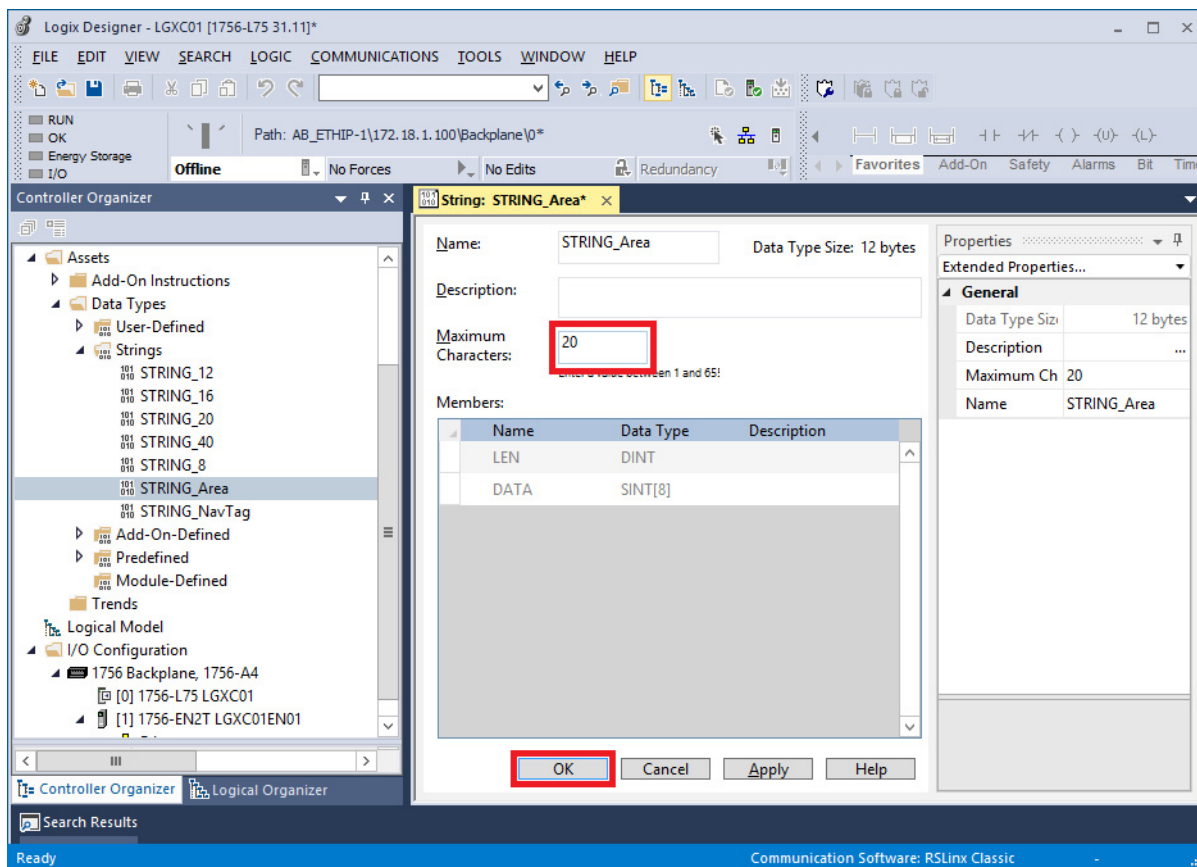 Logix Designer - LGXC01 [1756-L75 31.11]*
FILE EDIT VIEW SEARCH LOGIC COMMUNICATIONS TOOLS WINDOW HELP
RUN
OK
Energy Storage
I/O
Path: AB_ETHIP-1\172.18.1.100\Backplane\0*
Offline
No Forces
No Edits
Redundancy
Favorites Add-On Safety Alarms Bit
Controller Organizer
Assets
Add-On Instructions
Data Types
User-Defined
Strings
STRING_12
STRING_16
STRING_20
STRING_40
STRING_8
STRING_Area
STRING_NavTag
Add-On-Defined
Predefined
Module-Defined
Trends
Logical Model
I/O Configuration
1756 Backplane, 1756-A4
[0] 1756-L75 LGXC01
[1] 1756-EN2T LGXC01EN01
Controller Organizer
Logical Organizer
String: STRING_Area*
Name: STRING_Area Data Type Size: 12 bytes
Description:
Maximum
Characters: 20
between 1 and 65
Members:
Name Data Type Description
LEN DINT
DATA SINT[8]
OK Cancel Apply Help
Properties
Extended Properties...
General
Data Type Siz 12 bytes
Description ...
Maximum Ch 20
Name STRING_Area
Search Results
Ready
Communication Software: RSLinx Classic -